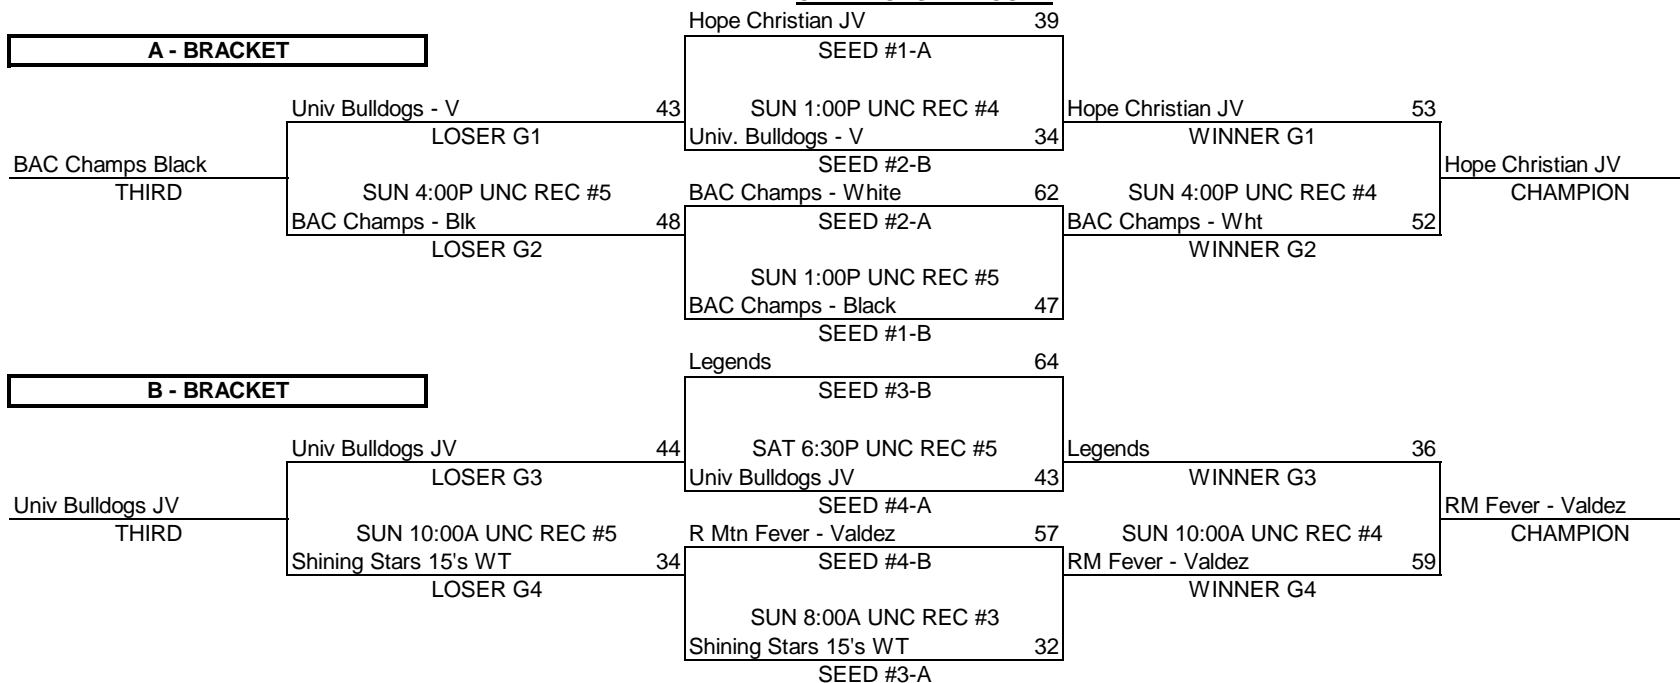 Hope Christian JV 39
A - BRACKET SEED #1-A
Univ Bulldogs - V 43 SUN 1:00P UNC REC #4 Hope Christian JV 53
LOSER G1 Univ. Bulldogs - V 34 WINNER G1
BAC Champs Black SEED #2-B Hope Christian JV
THIRD SUN 4:00P UNC REC #5 BAC Champs - White 62 SUN 4:00P UNC REC #4 CHAMPION
BAC Champs - Blk 48 SEED #2-A BAC Champs - Wht 52
LOSER G2 WINNER G2
SUN 1:00P UNC REC #5
BAC Champs - Black 47
SEED #1-B
Legends 64
B - BRACKET SEED #3-B
Univ Bulldogs JV 44 SAT 6:30P UNC REC #5 Legends 36
LOSER G3 Univ Bulldogs JV 43 WINNER G3
Univ Bulldogs JV SEED #4-A RM Fever - Valdez
THIRD SUN 10:00A UNC REC #5 R Mtn Fever - Valdez 57 SUN 10:00A UNC REC #4 CHAMPION
Shining Stars 15's WT 34 SEED #4-B RM Fever - Valdez 59
LOSER G4 WINNER G4
SUN 8:00A UNC REC #3
Shining Stars 15's WT 32
SEED #3-A